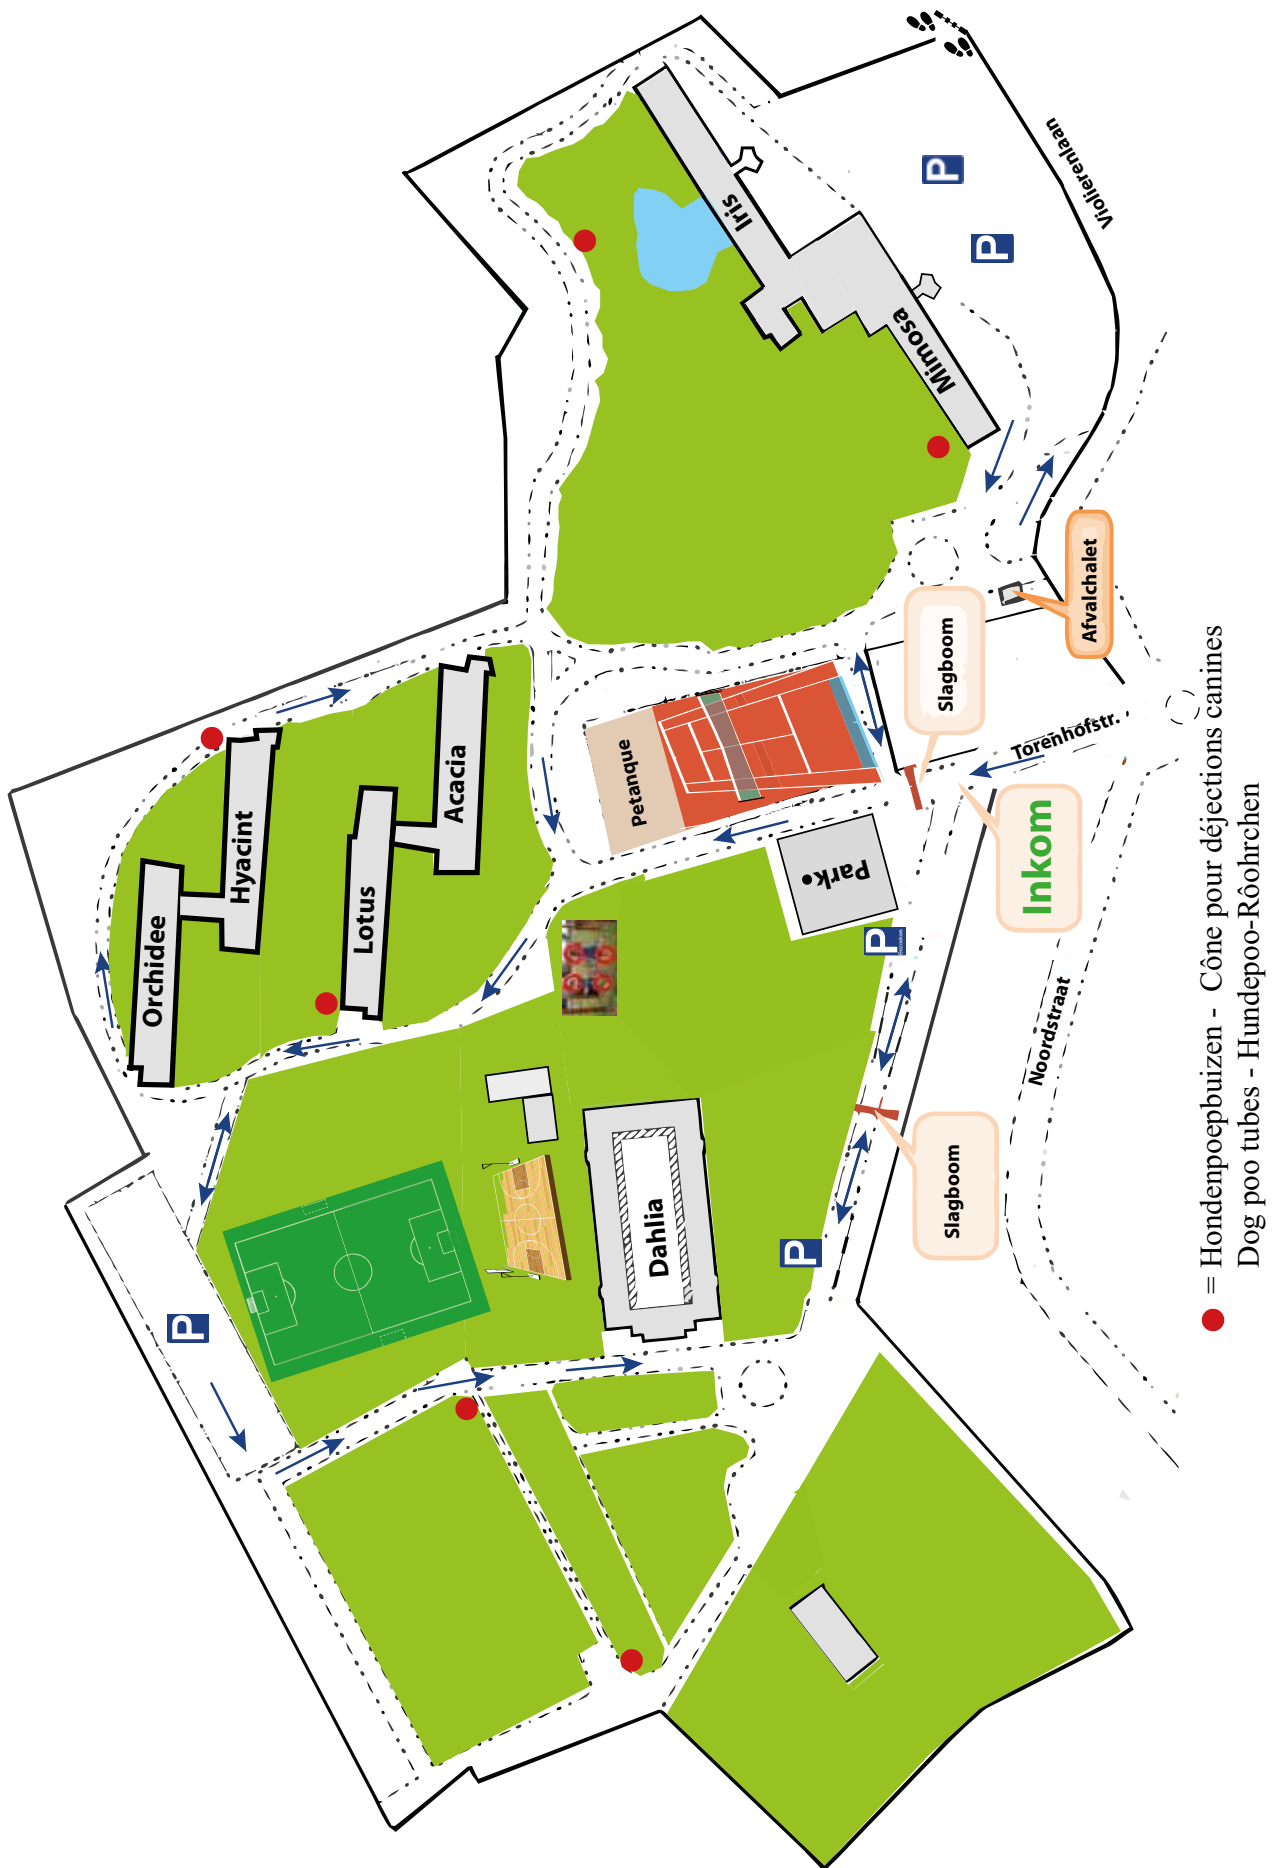 Violierenlaan
P
P
Iris
Mimosa
Afvalchalet
Slagboom
Torenhofstr.
Inkom
Petanque
Park
P
Acacia
Hyacint
Lotus
Orchidee
Noordstraat
Slagboom
Dahlia
P
P
= Hondenpoepbuizen - Cône pour déjections canines
Dog poo tubes - Hundepoo-Rôohrchen